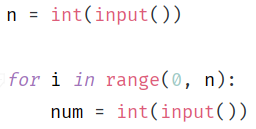 n = int(input())
for i in range(0, n):
    num = int(input())